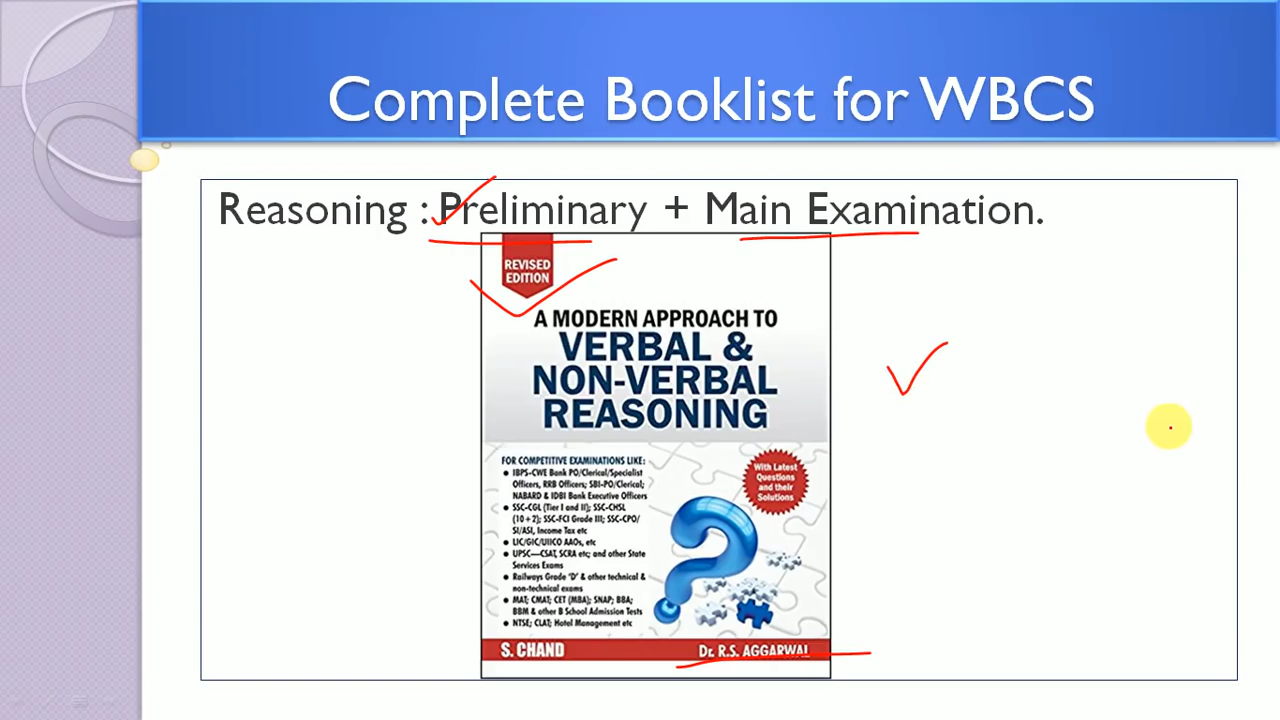 Complete Booklist for WBCS
Reasoning : Preliminary + Main Examination.
REVISED
EDITION
A MODERN APPROACH TO
VERBAL &
NON-VERBAL
REASONING
FOR COMPETITIVE EXAMINATIONS LIKE:
● IBPS-CWE Bank PO/Clerical/Specialist
Officers, RRB Officers; SBI-PO/Clerical;
NABARD & IDBI Bank Executive Officers
● SSC-CGL (Tier I and II); SSC-CHSL
(10+2); SSC-FCI Grade III; SSC-CPO/
SI/ASI, Income Tax etc
● LIC/GIC/UIICO AAOs, etc
● UPSC—CSAT, SCRA etc; and other State
Services Exams
● Railways Grade 'D' & other technical &
non-technical exams
● MAT; CMAT; CET (MBA); SNAP; BBA;
BBM & other B School Admission Tests
● NTSE; CLAT; Hotel Management etc
With Latest
Questions
and their
Solutions
S. CHAND
Dr. R.S. AGGARWAL